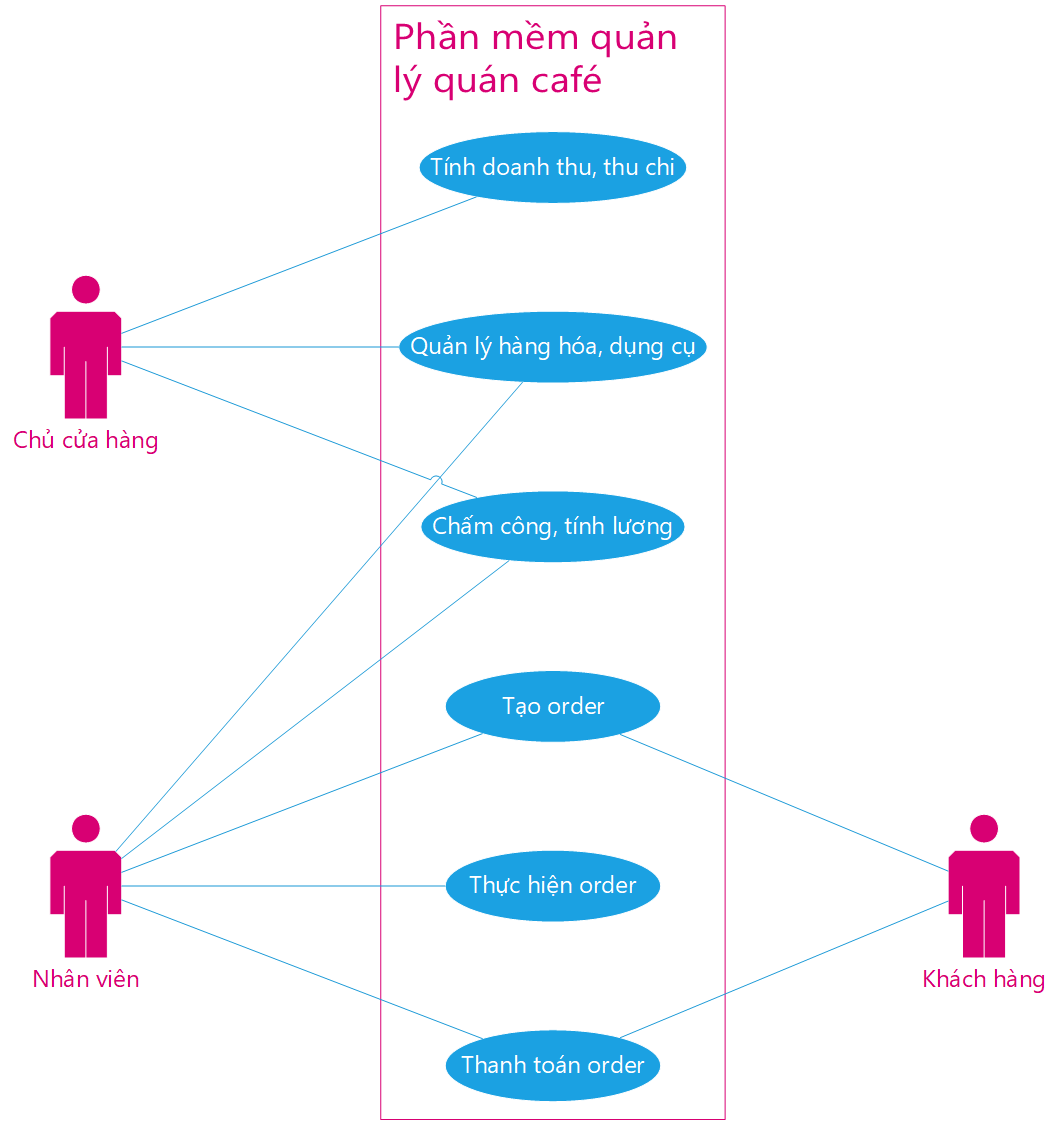 Phần mềm quản
lý quán café
Tính doanh thu, thu chi
Quản lý hàng hóa, dụng cụ
Chủ cửa hàng
Chấm công, tính lương
Tạo order
Thực hiện order
Nhân viên
Khách hàng
Thanh toán order